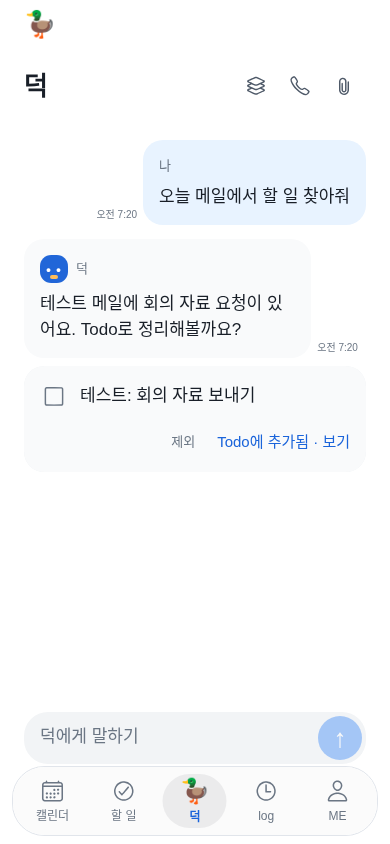 덕
나
오늘 메일에서 할 일 찾아줘
오전 7:20
덕
테스트 메일에 회의 자료 요청이 있
어요. Todo로 정리해볼까요?
오전 7:20
테스트: 회의 자료 보내기
제외 Todo에 추가됨 · 보기
덕에게 말하기
캘린더 할 일 덕 log ME